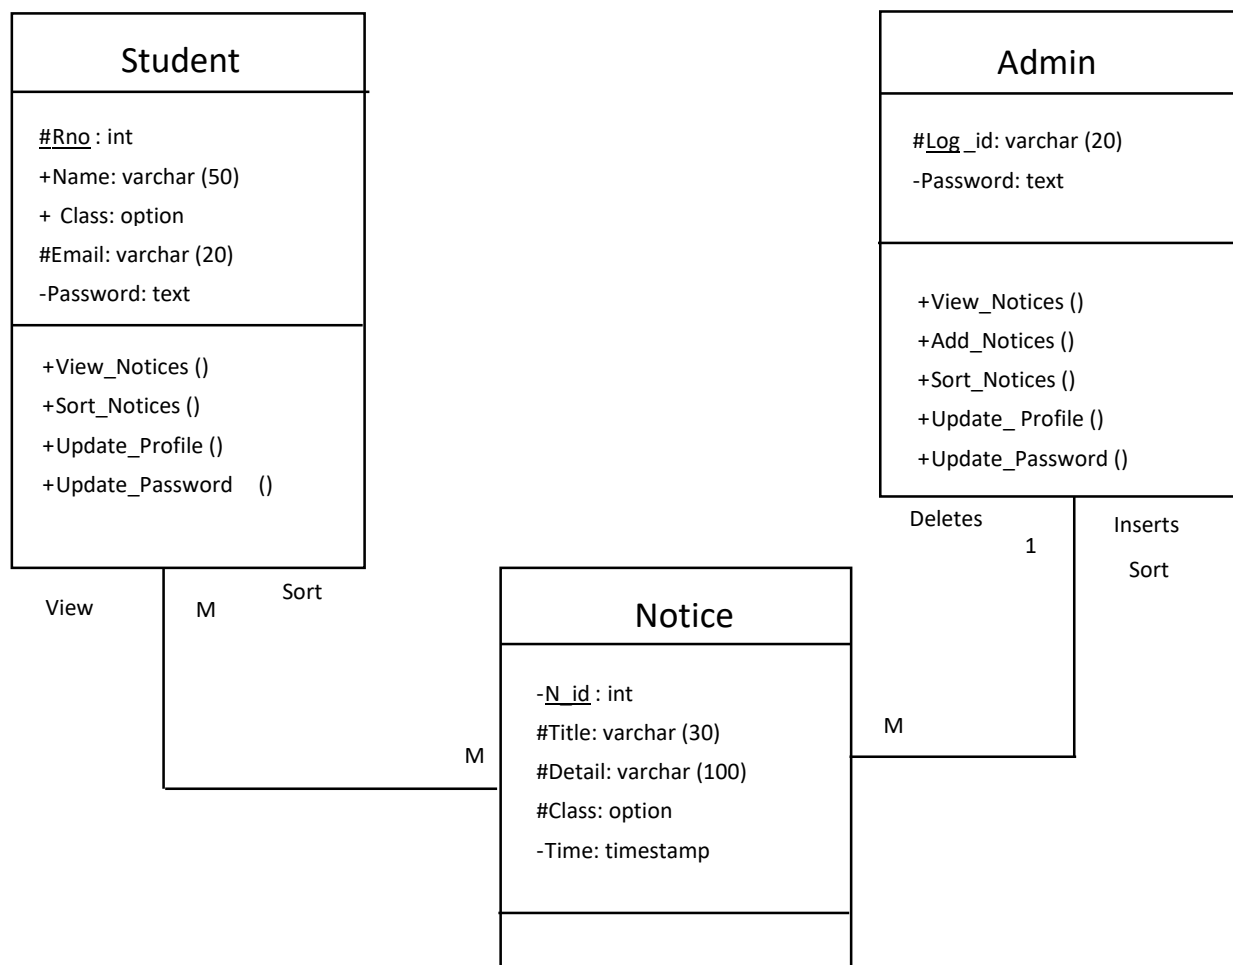 Student
#Rno : int
+Name: varchar (50)
+ Class: option
#Email: varchar (20)
-Password: text
+View_Notices ()
+Sort_Notices ()
+Update_Profile ()
+Update_Password ()
Admin
#Log _id: varchar (20)
-Password: text
+View_Notices ()
+Add_Notices ()
+Sort_Notices ()
+Update_ Profile ()
+Update_Password ()
Deletes
1
Inserts
Sort
View
M
Sort
Notice
-N_id : int
#Title: varchar (30)
#Detail: varchar (100)
#Class: option
-Time: timestamp
M
M